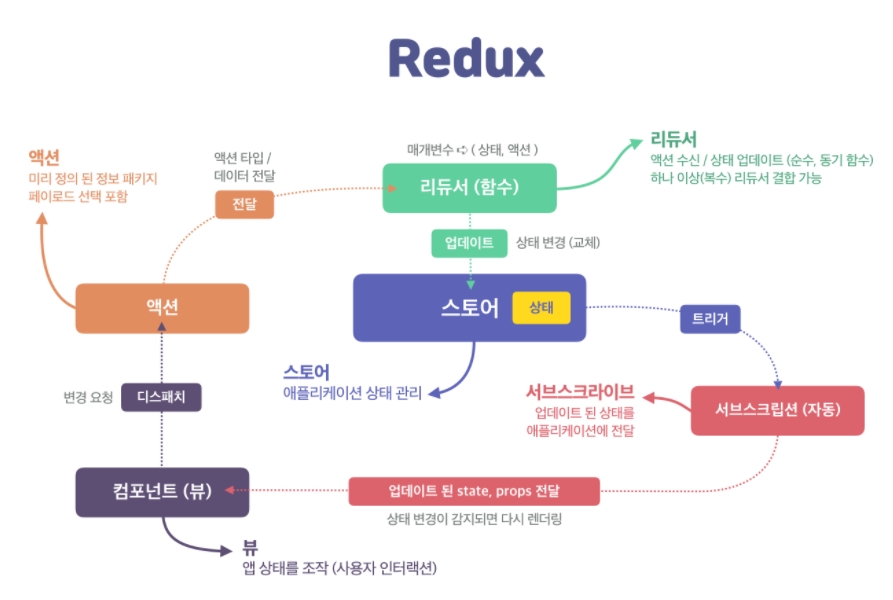 Redux
액션
미리 정의 된 정보 패키지
페이로드 선택 포함
액션 타입 /
데이터 전달
전달
매개변수 ➪ ( 상태, 액션 )
리듀서 (함수)
리듀서
액션 수신 / 상태 업데이트 (순수, 동기 함수)
하나 이상(복수) 리듀서 결합 가능
업데이트
상태 변경 (교체)
액션
스토어
상태
트리거
스토어
애플리케이션 상태 관리
변경 요청
디스패치
서브스크라이브
업데이트 된 상태를
애플리케이션에 전달
서브스크립션 (자동)
컴포넌트 (뷰)
업데이트 된 state, props 전달
상태 변경이 감지되면 다시 렌더링
뷰
앱 상태를 조작 (사용자 인터랙션)